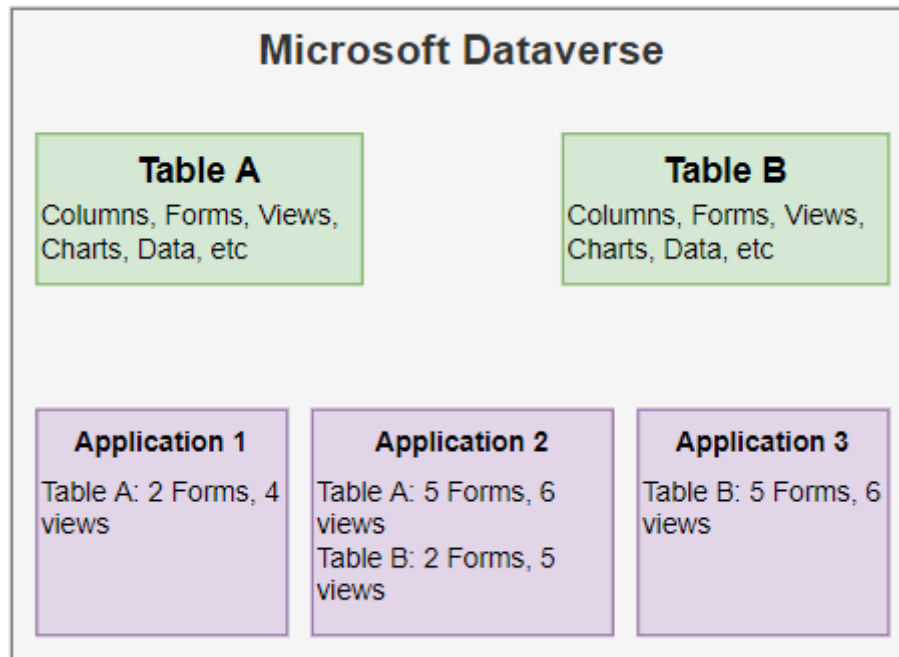 Microsoft Dataverse
Table A
Columns, Forms, Views,
Charts, Data, etc
Table B
Columns, Forms, Views,
Charts, Data, etc
Application 1
Table A: 2 Forms, 4
views
Application 2
Table A: 5 Forms, 6
views
Table B: 2 Forms, 5
views
Application 3
Table B: 5 Forms, 6
views